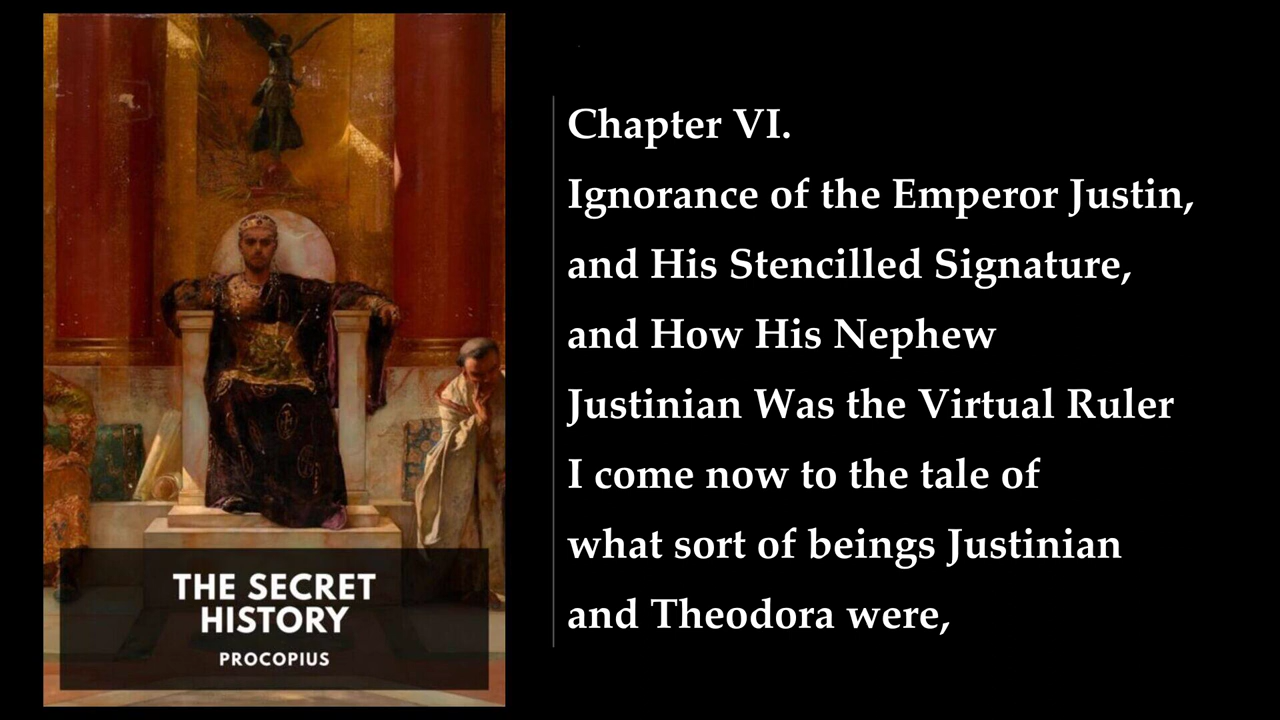 THE SECRET
HISTORY
PROCOPIUS
Chapter VI.
Ignorance of the Emperor Justin,
and His Stencilled Signature,
and How His Nephew
Justinian Was the Virtual Ruler
I come now to the tale of
what sort of beings Justinian
and Theodora were,